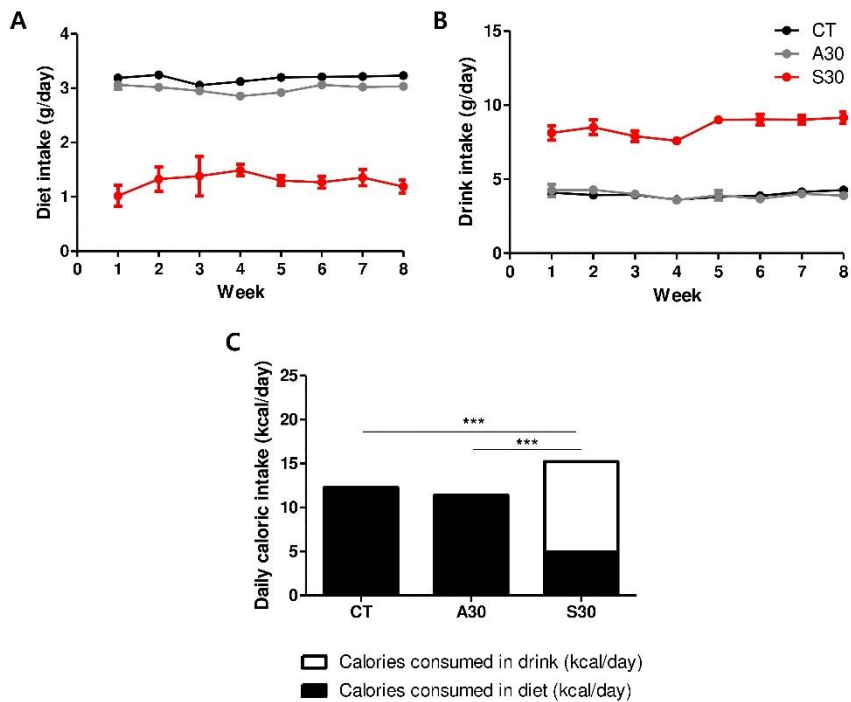 A
Diet intake (g/day)
4
3
2
1
0
0 1 2 3 4 5 6 7 8
Week
B
Drink intake (g/day)
15
10
5
0
0 1 2 3 4 5 6 7 8
Week
CT
A30
S30
C
Daily caloric intake (kcal/day)
25
20
15
10
5
0
***
***
CT A30 S30
Calories consumed in drink (kcal/day)
Calories consumed in diet (kcal/day)